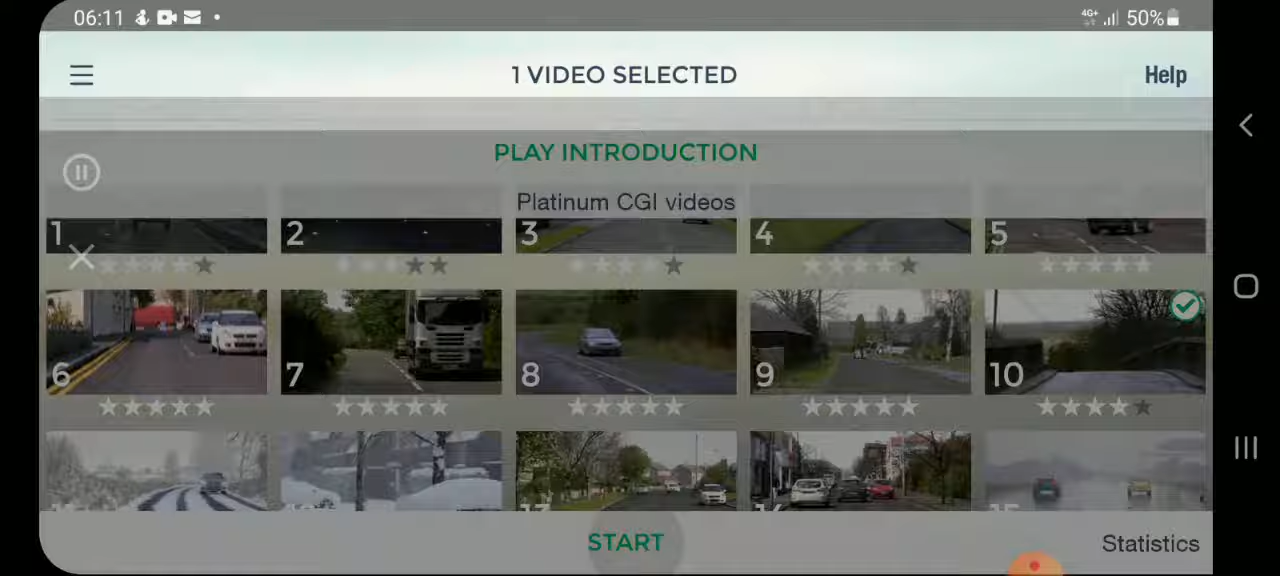 06:11
4G+ 50%
1 VIDEO SELECTED
Help
PLAY INTRODUCTION
Platinum CGI videos
1 2 3 4 5
6 7 8 9 10
START
Statistics